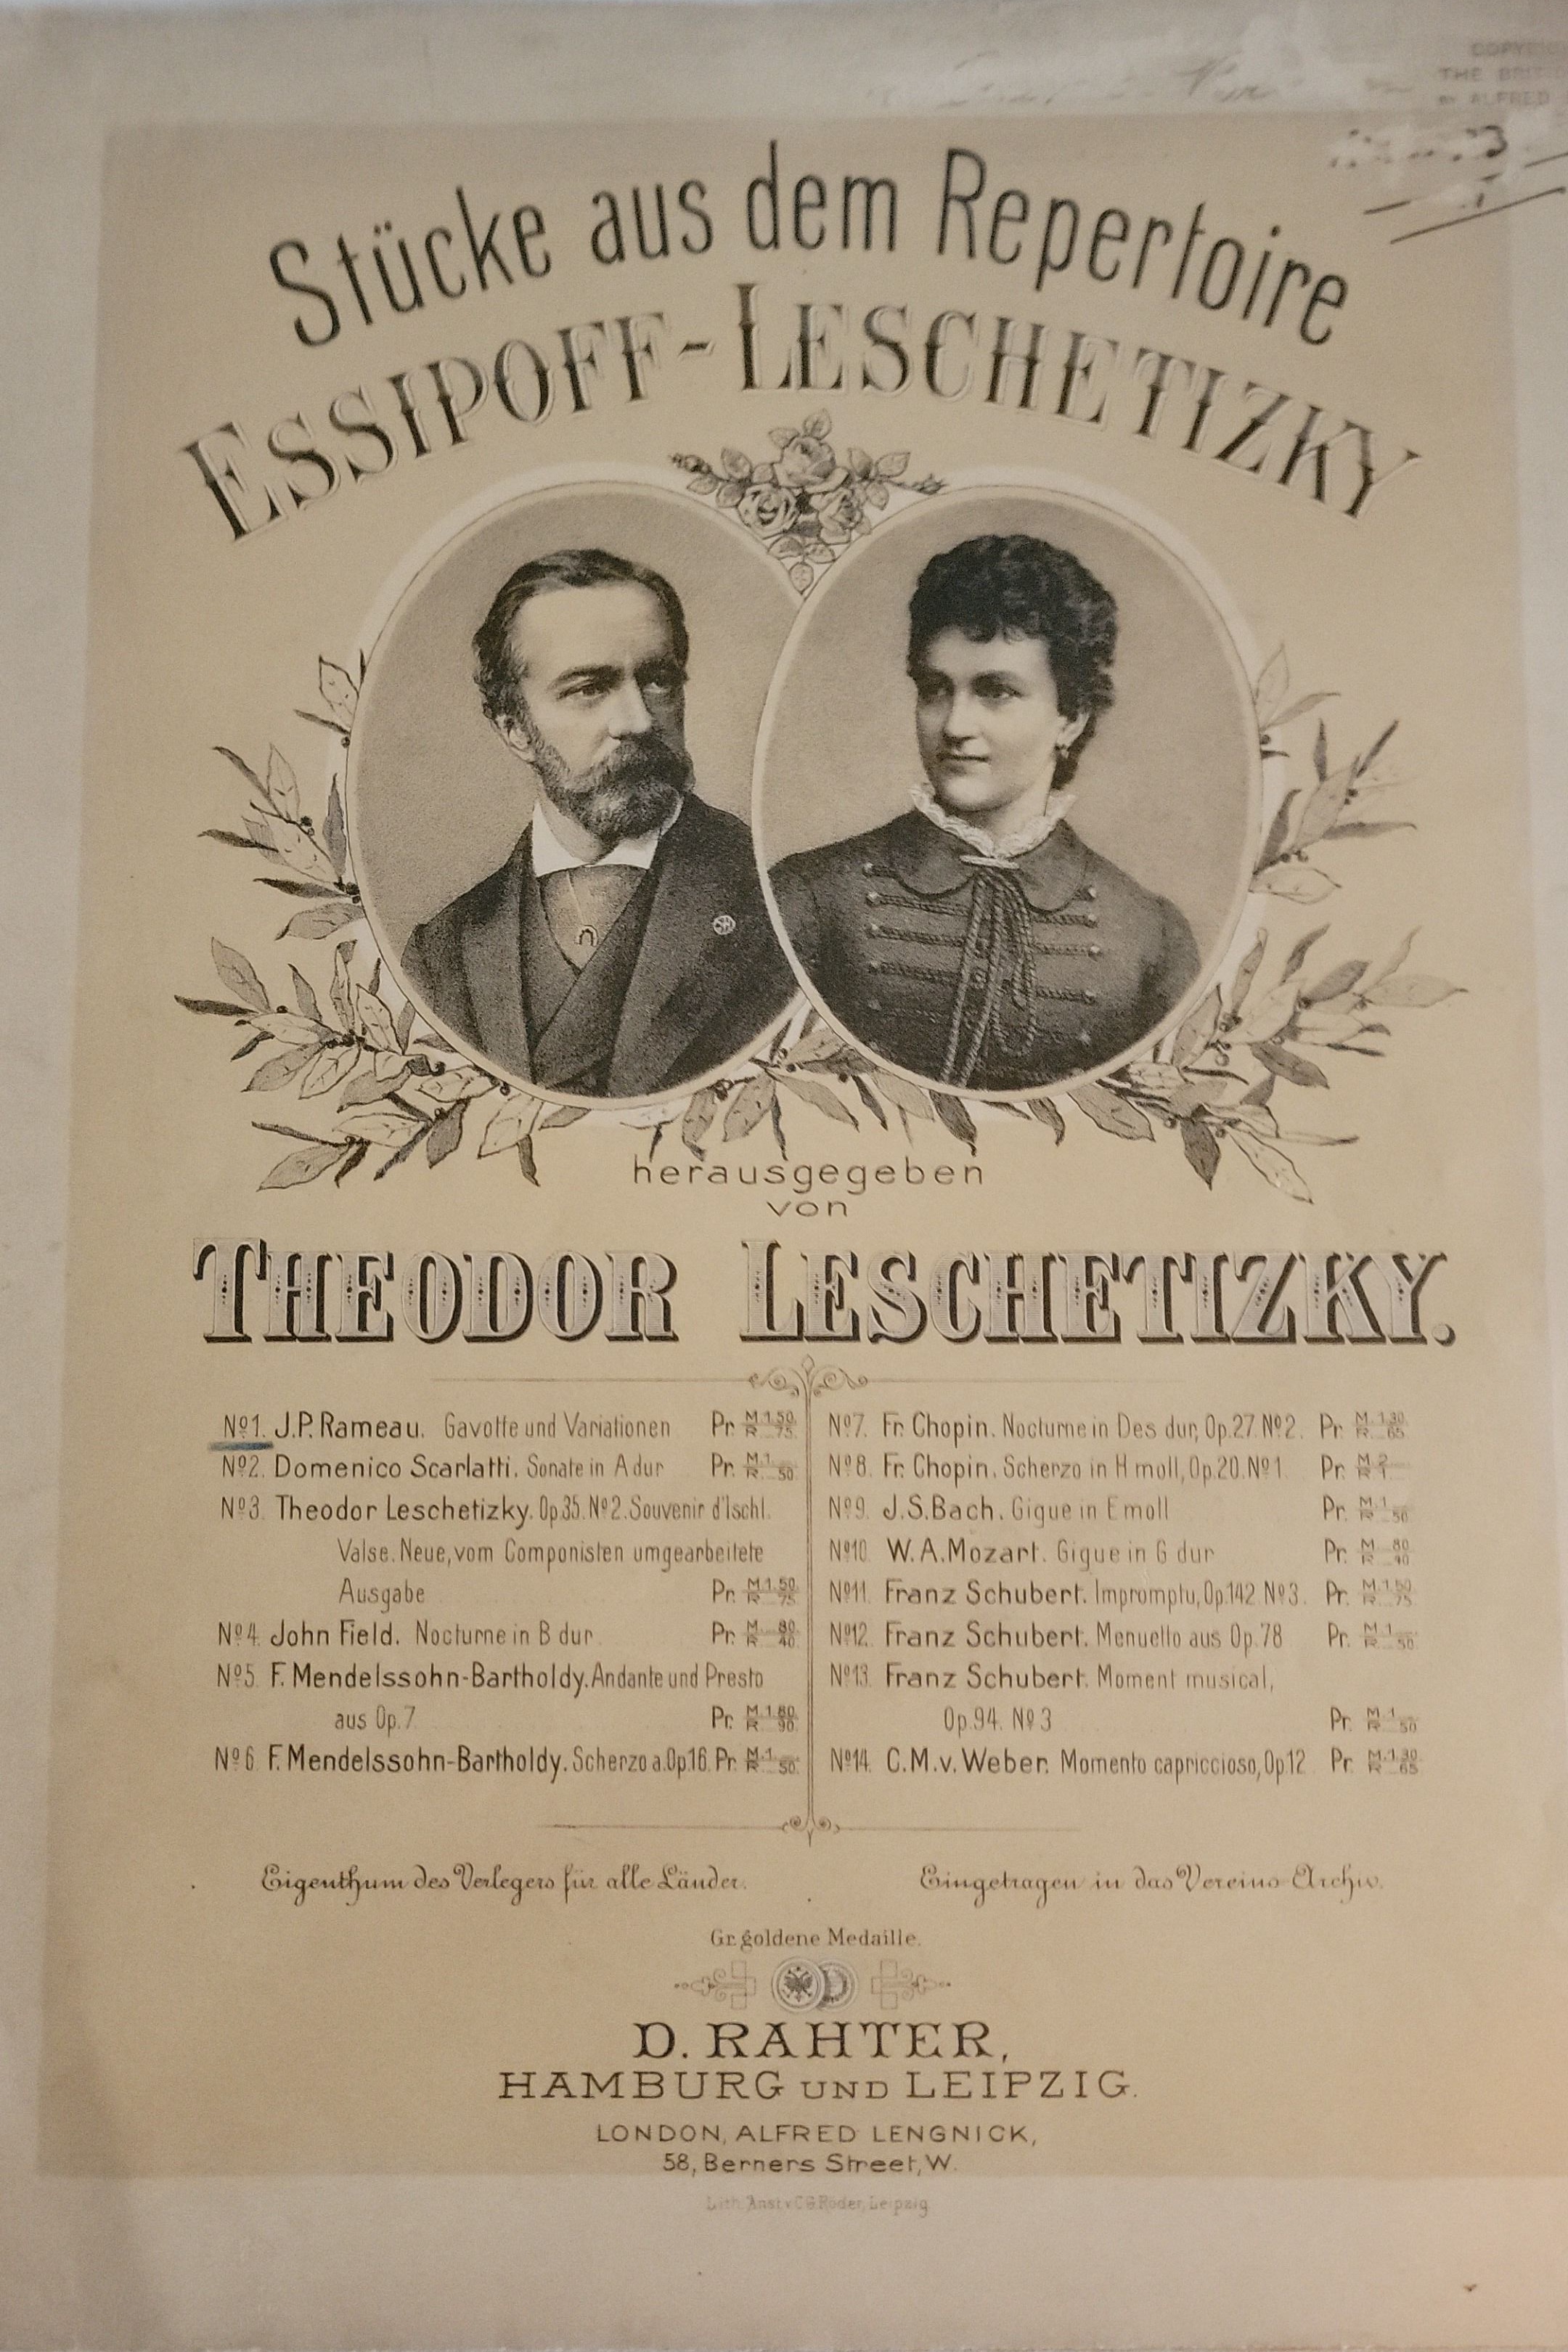 COPYRIG
THE BRIT
BY ALFRED
Stücke aus dem Repertoire
ESSIPOFF-LESCHETIZKY
herausgegeben
von
THEODOR LESCHETIZKY.
No1. J.P. Rameau. Gavotte und Variationen Pr. M 1.50 R. 75.
No2. Domenico Scarlatti. Sonate in A dur Pr. M 1 R. 50
No3. Theodor Leschetizky. Op.35. No2. Souvenir d'Ischl.
Valse. Neue, vom Componisten umgearbeitete
Ausgabe Pr. M 1.50 R. 75
No4. John Field. Nocturne in B dur. Pr. M. 80 R. 40
No5. F. Mendelssohn-Bartholdy. Andante und Presto
aus Op. 7 Pr. M 1.80 R. 90.
No6. F. Mendelssohn-Bartholdy. Scherzo a. Op.16. Pr. M 1 R. 50.
No7. Fr. Chopin. Nocturne in Des dur, Op. 27. No2. Pr. M. 1.30 R. 65
No8. Fr. Chopin. Scherzo in H moll, Op. 20. No1. Pr. M 2 R. 1
No9. J.S. Bach. Gigue in E moll Pr. M. 1 R. 50
No10. W. A. Mozart. Gigue in G dur Pr. M 80 R. 40
No11. Franz Schubert. Impromptu, Op. 142. No3. Pr. M. 1.50 R. 75
No12. Franz Schubert. Menuetto aus Op. 78 Pr. M 1 R. 50
No13. Franz Schubert. Moment musical,
Op. 94. No3 Pr. M 1 R. 50
No14. C.M.v. Weber. Momento capriccioso, Op.12 Pr. M. 1.30 R. 65
Eigenthum des Verlegers für alle Länder.
Eingetragen in das Vereins-Archiv.
Gr. goldene Medaille.
D. RAHTER,
HAMBURG UND LEIPZIG.
LONDON, ALFRED LENGNICK,
58, Berners Street, W.
Lith. Anst. v. C.G. Röder, Leipzig.